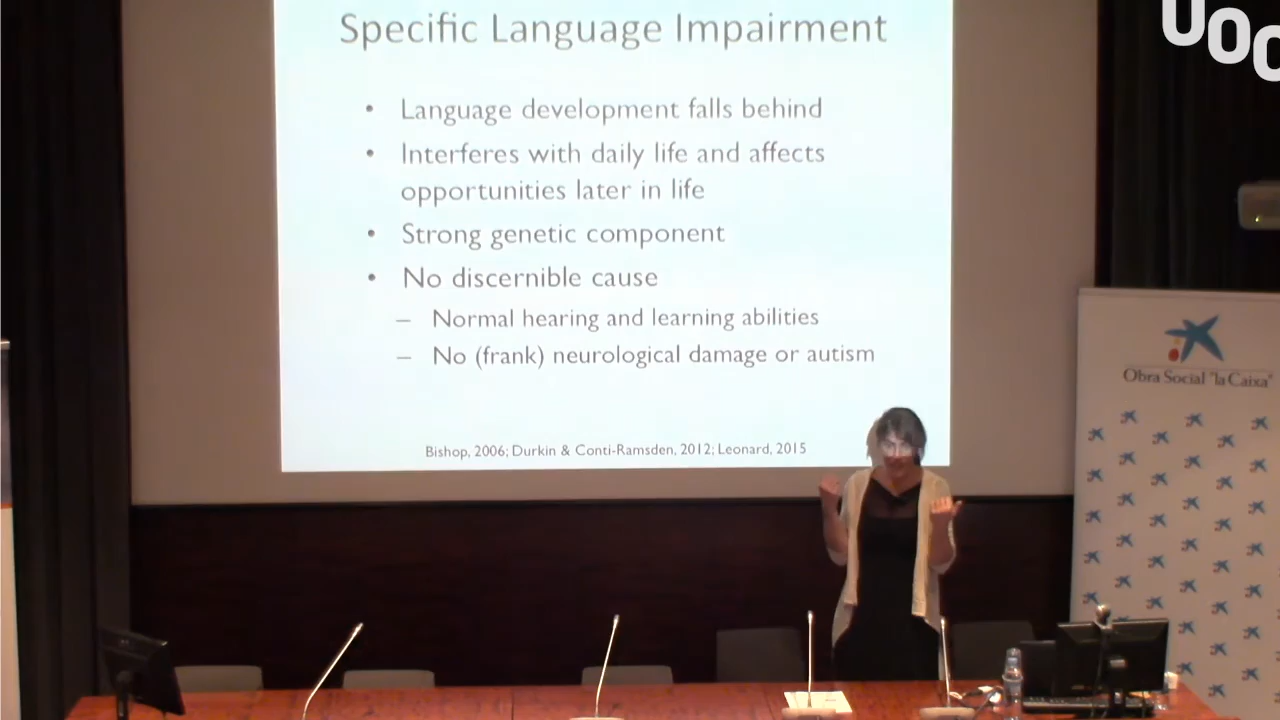 Specific Language Impairment
UOC
• Language development falls behind
• Interferes with daily life and affects
opportunities later in life
• Strong genetic component
• No discernible cause
– Normal hearing and learning abilities
– No (frank) neurological damage or autism
Bishop, 2006; Durkin & Conti-Ramsden, 2012; Leonard, 2015
Obra Social "la Caixa"